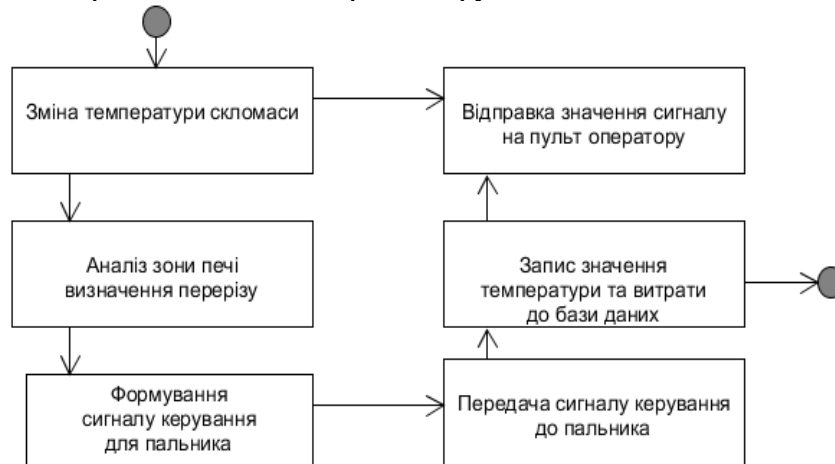 Зміна температури скломаси
Відправка значення сигналу
на пульт оператору
Аналіз зони печі
визначення перерізу
Запис значення
температури та витрати
до бази даних
Формування
сигналу керування
для пальника
Передача сигналу керування
до пальника